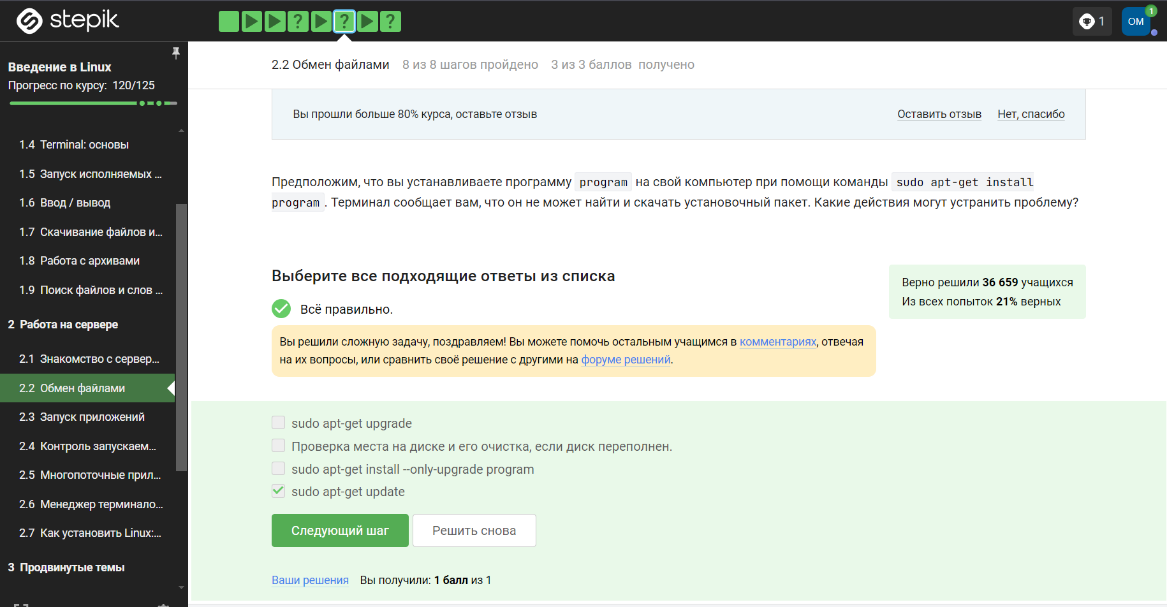 stepik
1
OM
1
Введение в Linux
Прогресс по курсу: 120/125
1.4 Terminal: основы
1.5 Запуск исполняемых ...
1.6 Ввод / вывод
1.7 Скачивание файлов и...
1.8 Работа с архивами
1.9 Поиск файлов и слов ...
2 Работа на сервере
2.1 Знакомство с сервер...
2.2 Обмен файлами
2.3 Запуск приложений
2.4 Контроль запускаем...
2.5 Многопоточные прил...
2.6 Менеджер терминало...
2.7 Как установить Linux:...
3 Продвинутые темы
2.2 Обмен файлами 8 из 8 шагов пройдено 3 из 3 баллов получено
Вы прошли больше 80% курса, оставьте отзыв Оставить отзыв Нет, спасибо
Предположим, что вы устанавливаете программу program на свой компьютер при помощи команды sudo apt-get install
program . Терминал сообщает вам, что он не может найти и скачать установочный пакет. Какие действия могут устранить проблему?
Выберите все подходящие ответы из списка
Всё правильно.
Верно решили 36 659 учащихся
Из всех попыток 21% верных
Вы решили сложную задачу, поздравляем! Вы можете помочь остальным учащимся в комментариях, отвечая
на их вопросы, или сравнить своё решение с другими на форуме решений.
sudo apt-get upgrade
Проверка места на диске и его очистка, если диск переполнен.
sudo apt-get install --only-upgrade program
sudo apt-get update
Следующий шаг Решить снова
Ваши решения Вы получили: 1 балл из 1